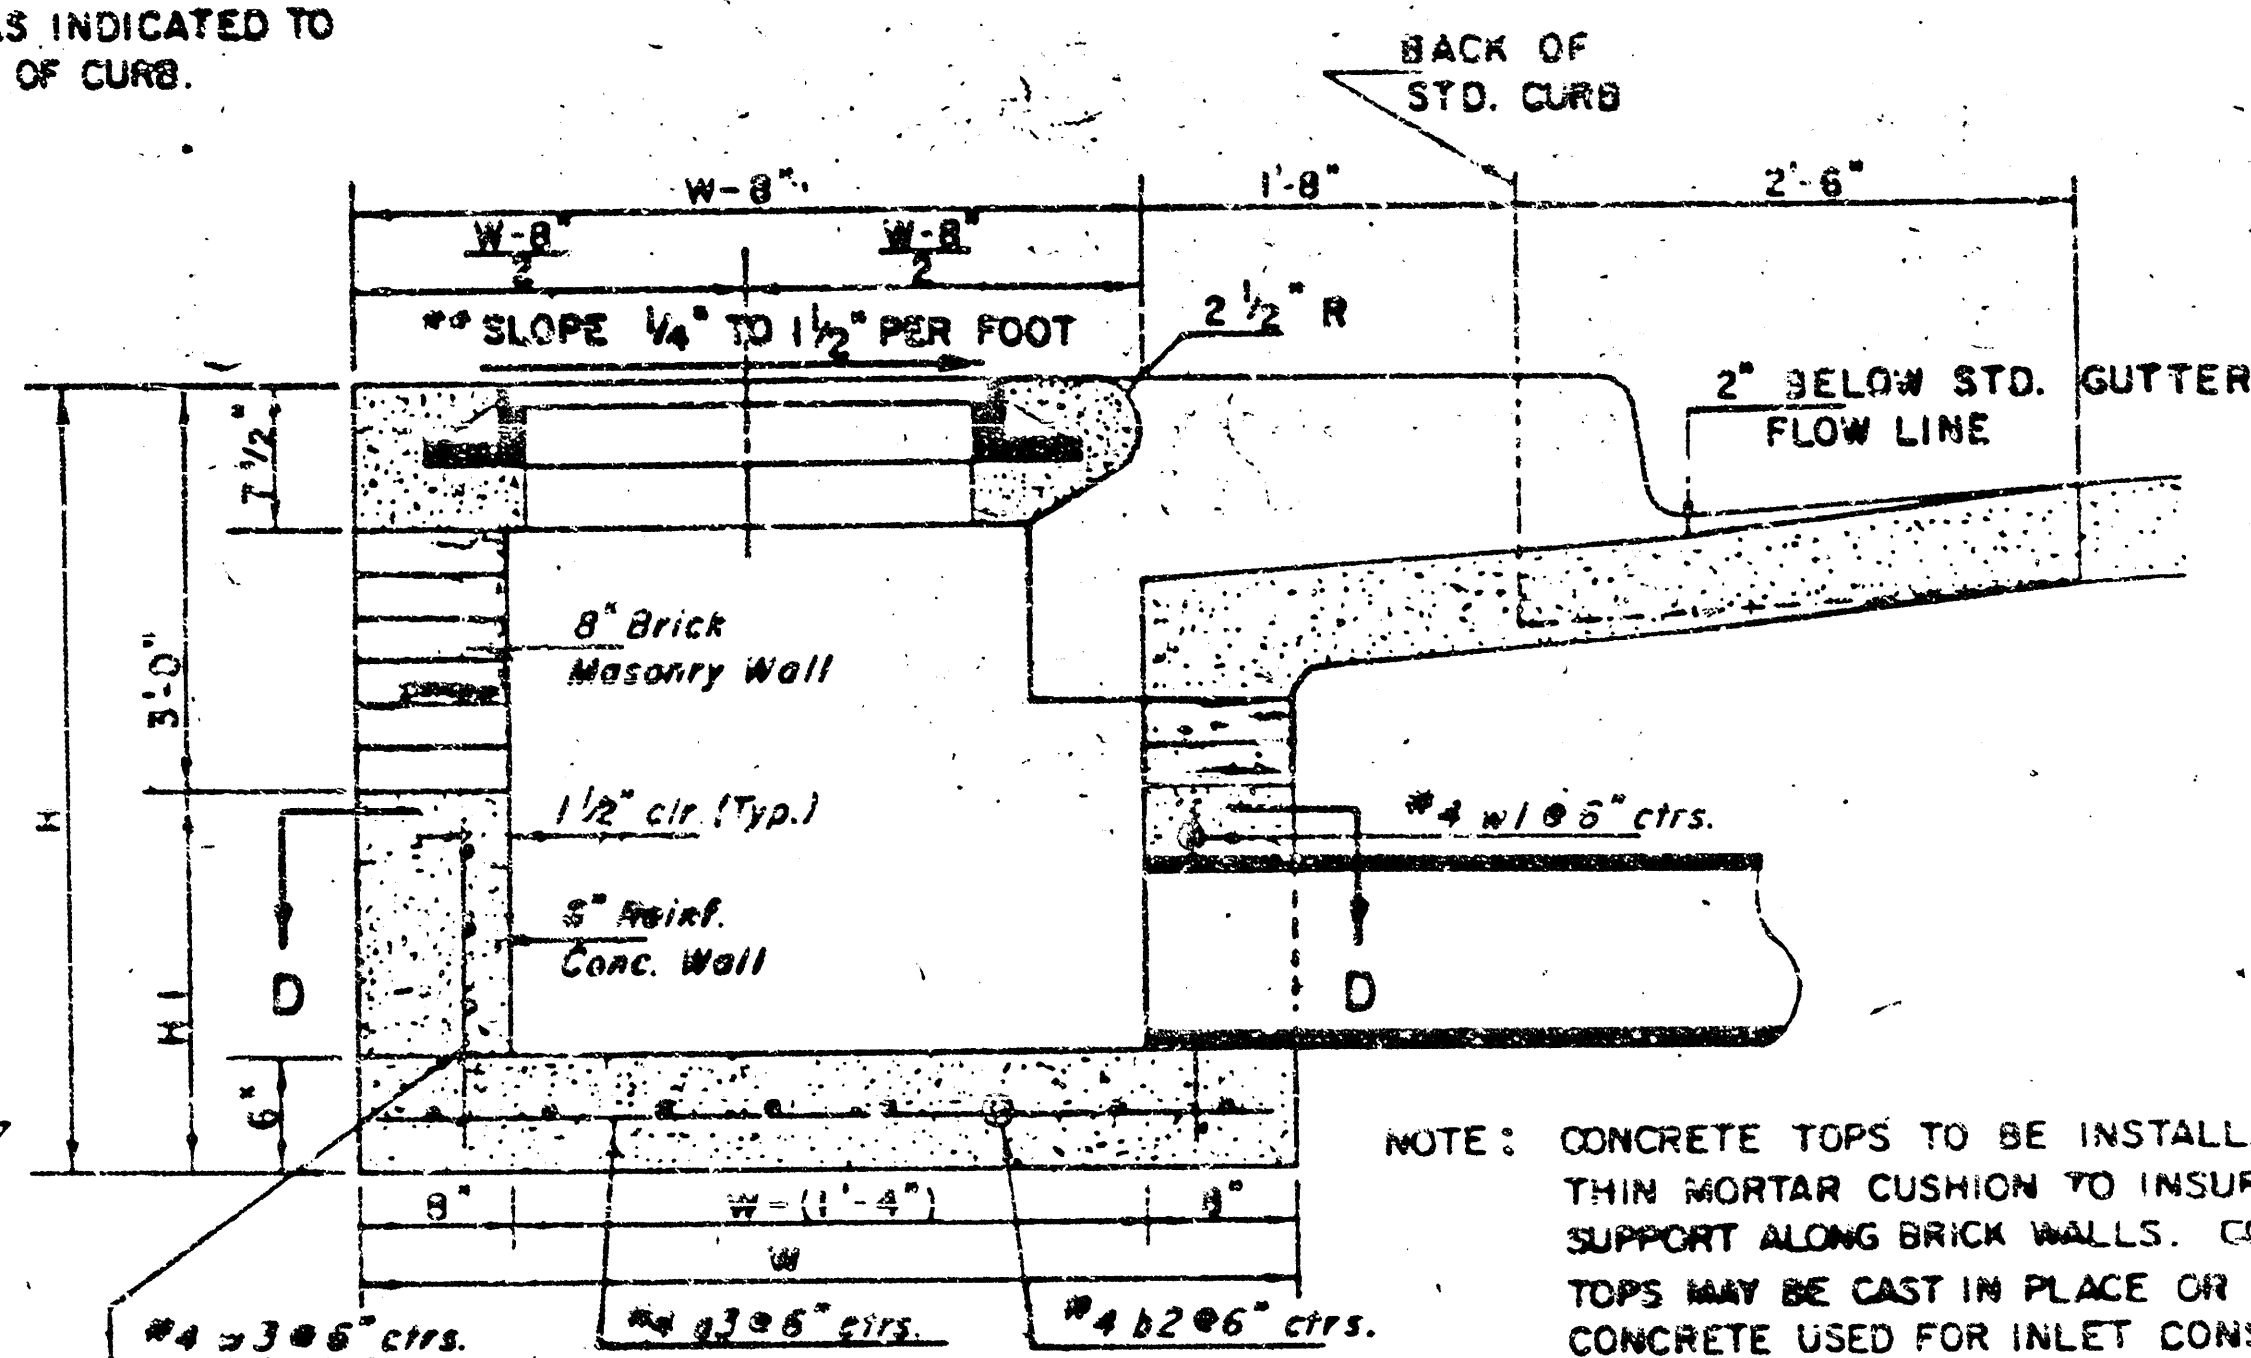 AS INDICATED TO
OF CURB.
BACK OF
STD. CURB
W-8"
1'-8"
2'-6"
W-8"
2
W-8"
2
** SLOPE 1/4" TO 1 1/2" PER FOOT
2 1/2" R
2" BELOW STD. GUTTER
FLOW LINE
7 1/2"
3'-0"
8" Brick
Masonry Wall
H
1 1/2" clr. (Typ.)
#4 w1 @ 6" ctrs.
8" Reinf.
Conc. Wall
D
D
H1
6"
NOTE: CONCRETE TOPS TO BE INSTALL
THIN MORTAR CUSHION TO INSUR
SUPPORT ALONG BRICK WALLS.
TOPS MAY BE CAST IN PLACE OR
CONCRETE USED FOR INLET CONS
8"
W-(1'-4")
8"
W
#4 @ 6" ctrs.
#4 a3 @ 6" ctrs.
#4 b2 @ 6" ctrs.